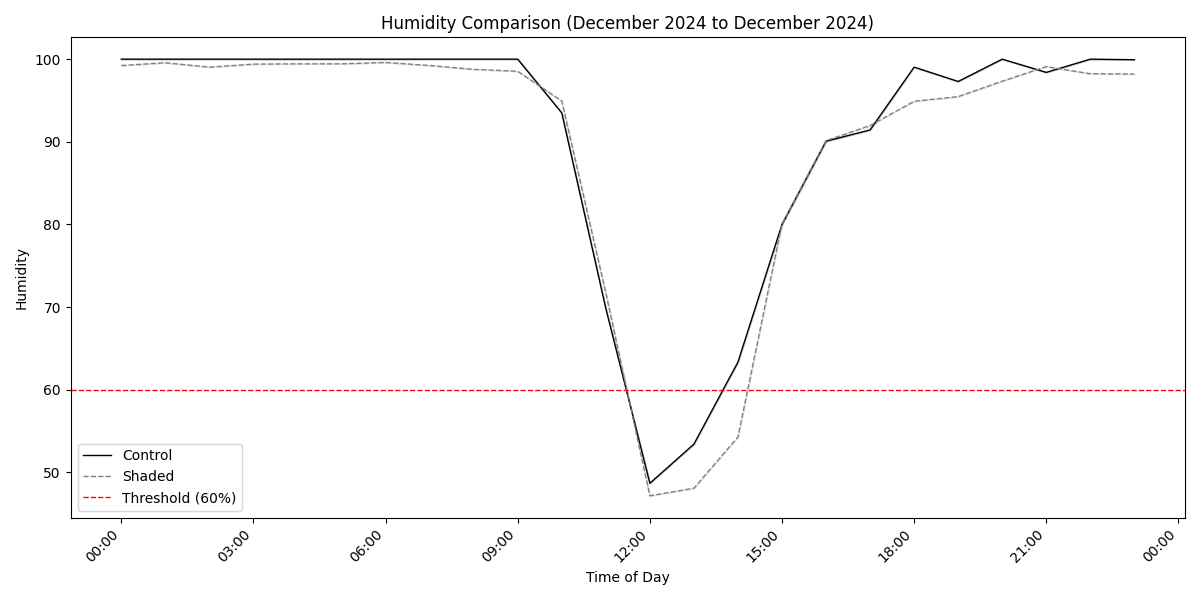 Humidity Comparison (December 2024 to December 2024)
100
90
80
70
60
50
Humidity
Control
Shaded
Threshold (60%)
00:00
03:00
06:00
09:00
12:00
15:00
18:00
21:00
00:00
Time of Day